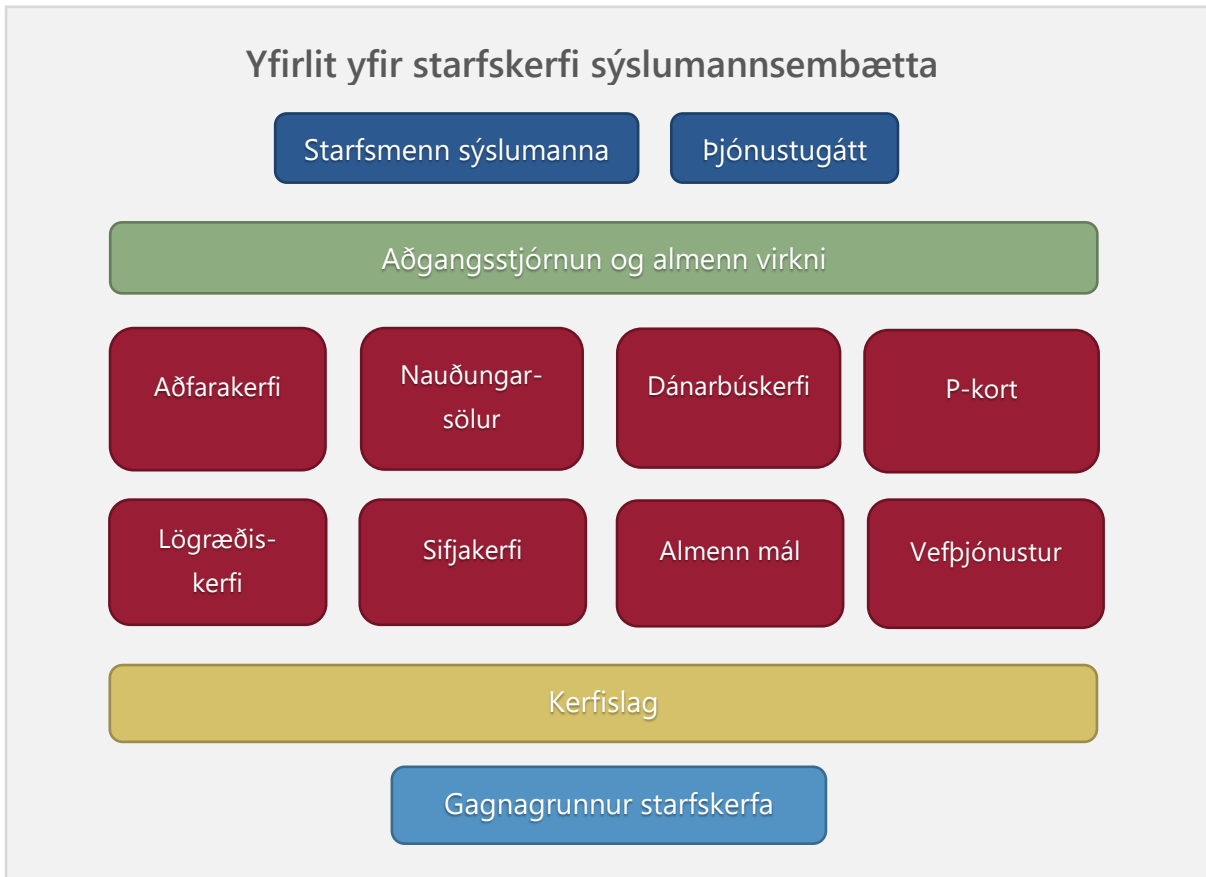 Yfirlit yfir starfskerfi sýslumannsembætta
Starfsmenn sýslumanna
Þjónustugátt
Aðgangsstjórnun og almenn virkni
Aðfarakerfi
Nauðungar-
sölur
Dánarbúskerfi
P-kort
Lögræðis-
kerfi
Sifjakerfi
Almenn mál
Vefþjónustur
Kerfislag
Gagnagrunnur starfskerfa